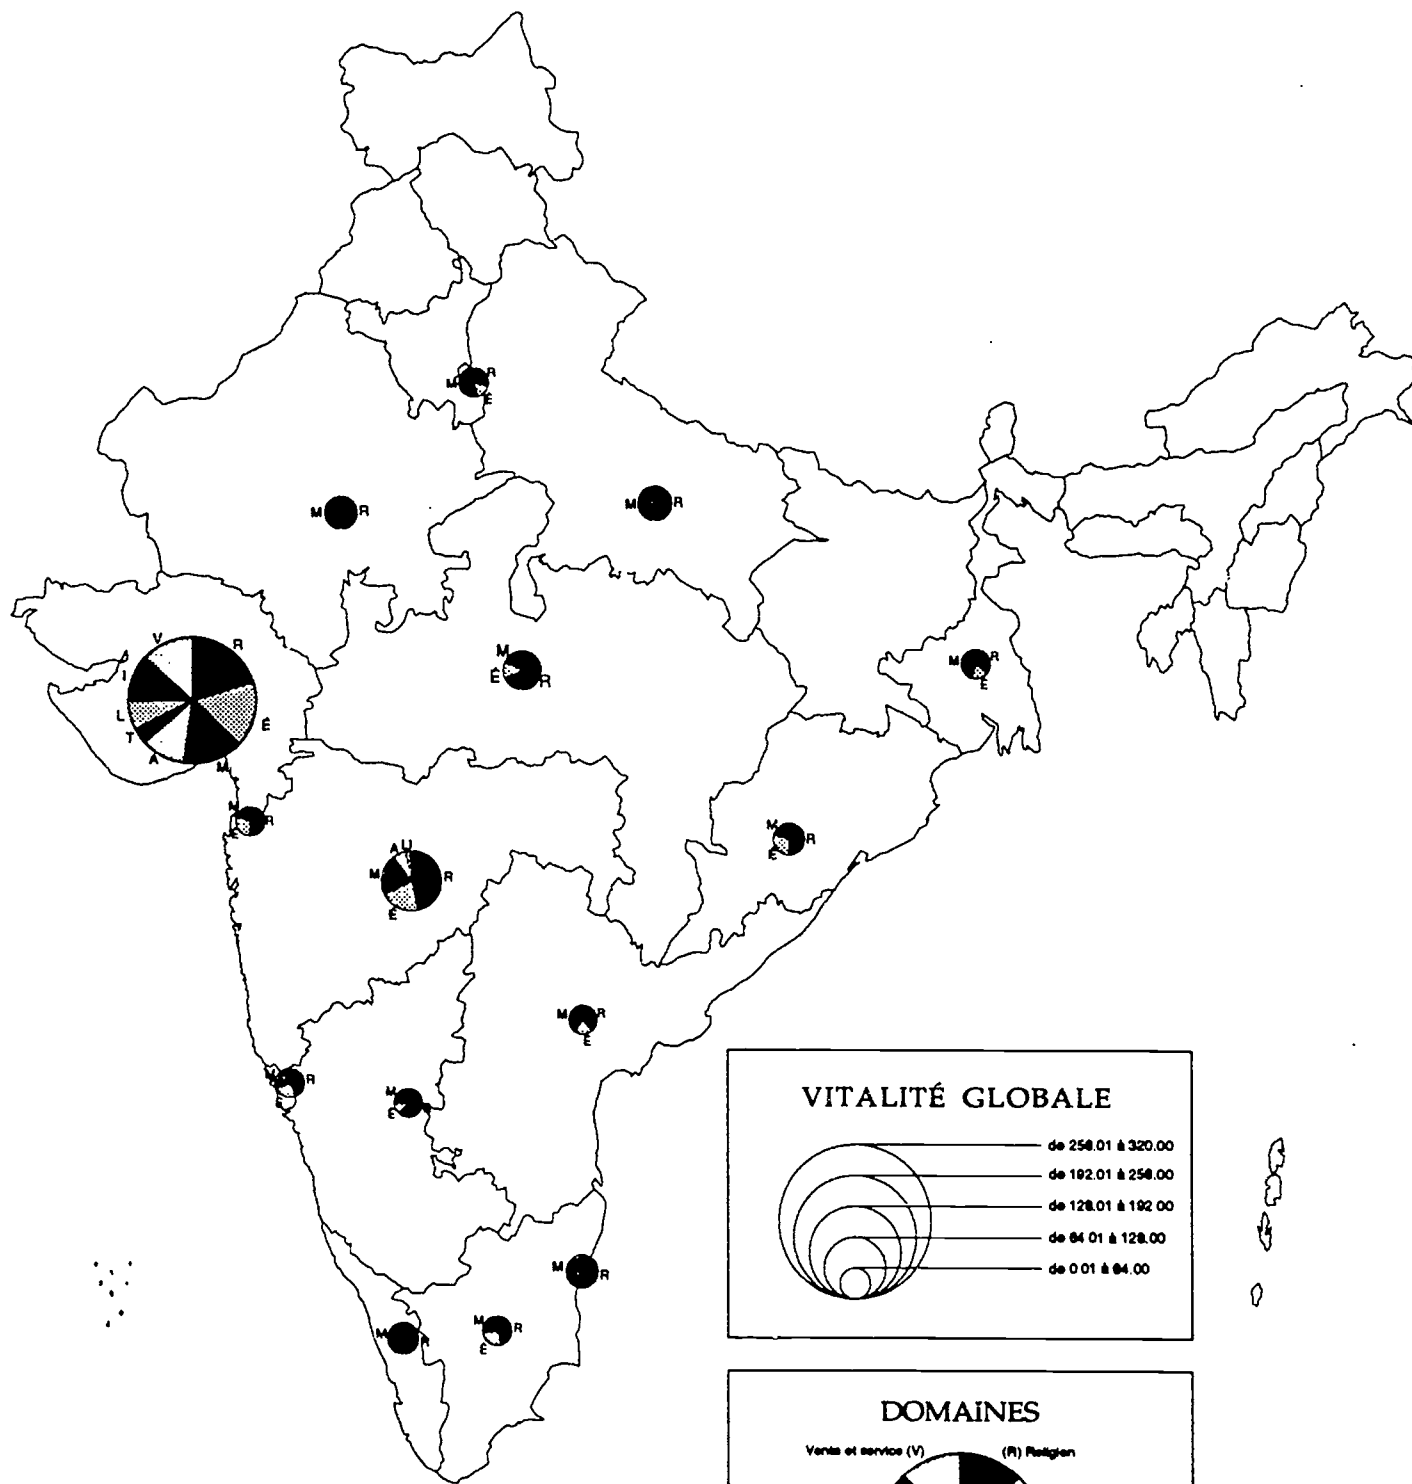 R
M
É
M R
M R
V R
I
L É
T
A M
M
É R
M R
É
M
R
É
A U
M R
É
M
R
É
M R
É
M R
É
M
É
M
R
M R
M
R
É
VITALITÉ GLOBALE
de 256.01 à 320.00
de 192.01 à 256.00
de 128.01 à 192.00
de 64.01 à 128.00
de 0.01 à 64.00
DOMAINES
Vente et service (V) (R) Religion